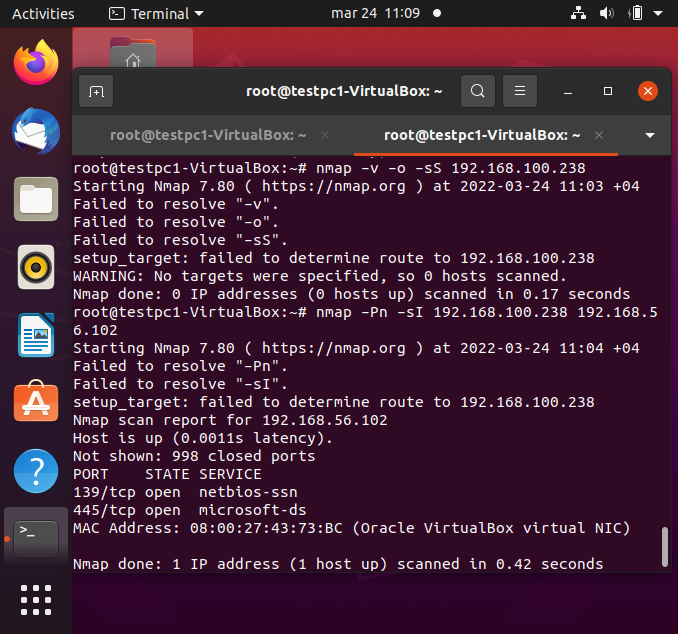 Activities
Terminal
mar 24 11:09
root@testpc1-VirtualBox: ~
root@testpc1-VirtualBox: ~
root@testpc1-VirtualBox: ~
root@testpc1-VirtualBox:~# nmap –v –o –sS 192.168.100.238
Starting Nmap 7.80 ( https://nmap.org ) at 2022-03-24 11:03 +04
Failed to resolve "–v".
Failed to resolve "–o".
Failed to resolve "–sS".
setup_target: failed to determine route to 192.168.100.238
WARNING: No targets were specified, so 0 hosts scanned.
Nmap done: 0 IP addresses (0 hosts up) scanned in 0.17 seconds
root@testpc1-VirtualBox:~# nmap –Pn –sI 192.168.100.238 192.168.5
6.102
Starting Nmap 7.80 ( https://nmap.org ) at 2022-03-24 11:04 +04
Failed to resolve "–Pn".
Failed to resolve "–sI".
setup_target: failed to determine route to 192.168.100.238
Nmap scan report for 192.168.56.102
Host is up (0.0011s latency).
Not shown: 998 closed ports
PORT    STATE SERVICE
139/tcp open  netbios-ssn
445/tcp open  microsoft-ds
MAC Address: 08:00:27:43:73:BC (Oracle VirtualBox virtual NIC)
Nmap done: 1 IP address (1 host up) scanned in 0.42 seconds